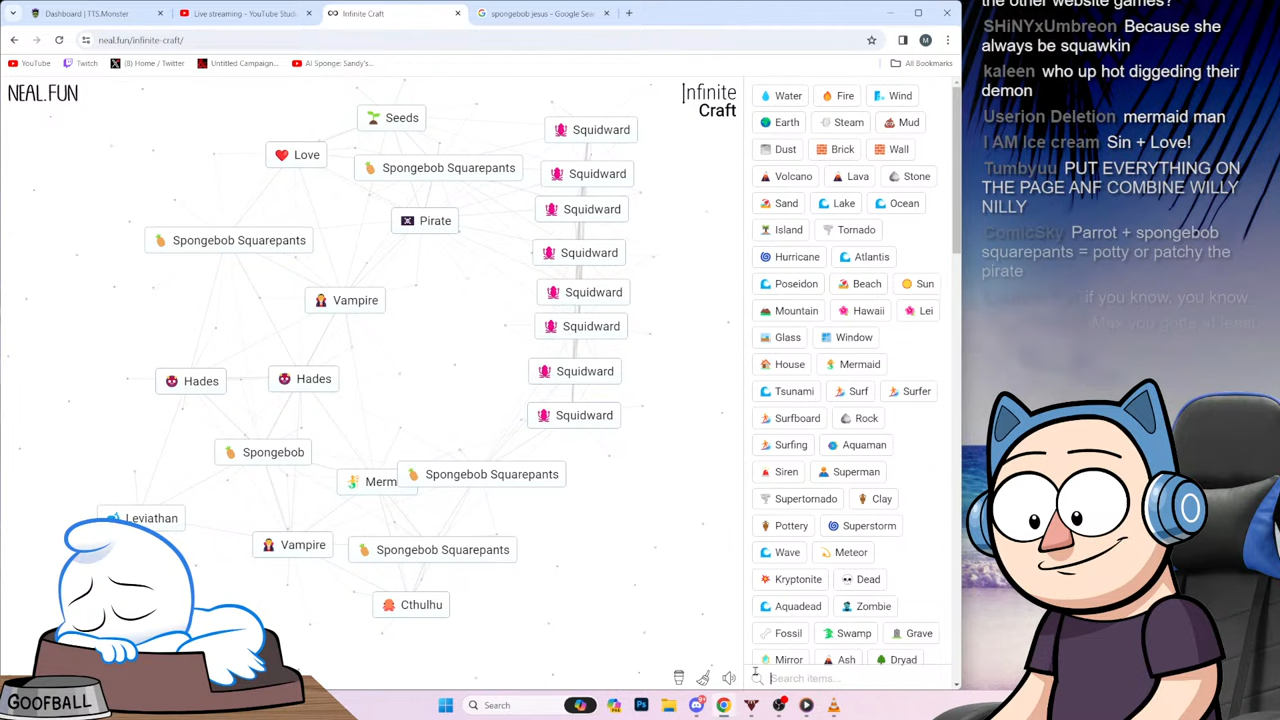 Dashboard | TTS.Monster
Live streaming - YouTube Studi
Infinite Craft
spongebob jesus - Google Sea
neal.fun/infinite-craft/
YouTube
Twitch
(8) Home / Twitter
Untitled Campaign...
AI Sponge: Sandy's...
All Bookmarks
NEAL.FUN
Infinite
Craft
Seeds
Squidward
Love
Spongebob Squarepants
Squidward
Squidward
Pirate
Spongebob Squarepants
Squidward
Squidward
Vampire
Squidward
Hades
Hades
Squidward
Squidward
Spongebob
Merm
Spongebob Squarepants
Leviathan
Vampire
Spongebob Squarepants
Cthulhu
Water
Fire
Wind
Earth
Steam
Mud
Dust
Brick
Wall
Volcano
Lava
Stone
Sand
Lake
Ocean
Island
Tornado
Hurricane
Atlantis
Poseidon
Beach
Sun
Mountain
Hawaii
Lei
Glass
Window
House
Mermaid
Tsunami
Surf
Surfer
Surfboard
Rock
Surfing
Aquaman
Siren
Superman
Supertornado
Clay
Pottery
Superstorm
Wave
Meteor
Kryptonite
Dead
Aquadead
Zombie
Fossil
Swamp
Grave
Mirror
Ash
Dryad
Search items...
Search
the other website games?
SHiNYxUmbreon Because she
always be squawkin
kaleen who up hot diggeding their
demon
Userion Deletion mermaid man
I AM Ice cream Sin + Love!
Tumbyuu PUT EVERYTHING ON
THE PAGE ANF COMBINE WILLY
NILLY
ComicSky Parrot + spongebob
squarepants = potty or patchy the
pirate
if you know, you know
GOOFBALL